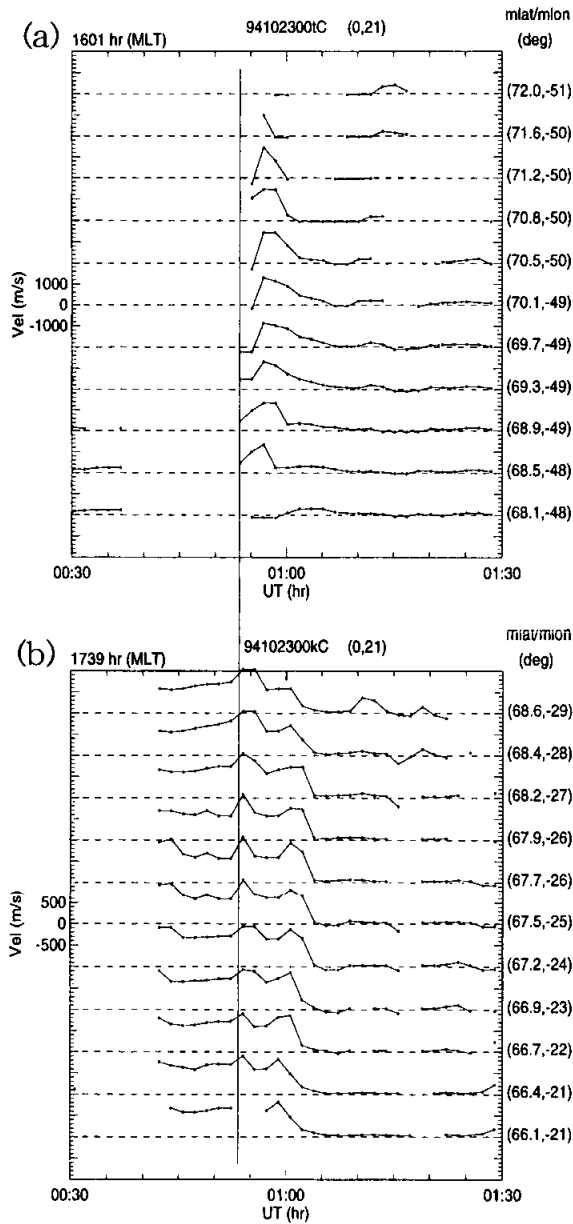 (a)
1601 hr (MLT)
94102300tC (0,21)
mlat/mlon
(deg)
(72.0,-51)
(71.6,-50)
(71.2,-50)
(70.8,-50)
(70.5,-50)
(70.1,-49)
(69.7,-49)
(69.3,-49)
(68.9,-49)
(68.5,-48)
(68.1,-48)
Vel (m/s)
1000
0
-1000
00:30
01:00
01:30
UT (hr)
(b)
1739 hr (MLT)
94102300kC (0,21)
mlat/mlon
(deg)
(68.6,-29)
(68.4,-28)
(68.2,-27)
(67.9,-26)
(67.7,-26)
(67.5,-25)
(67.2,-24)
(66.9,-23)
(66.7,-22)
(66.4,-21)
(66.1,-21)
Vel (m/s)
500
0
-500
00:30
01:00
01:30
UT (hr)